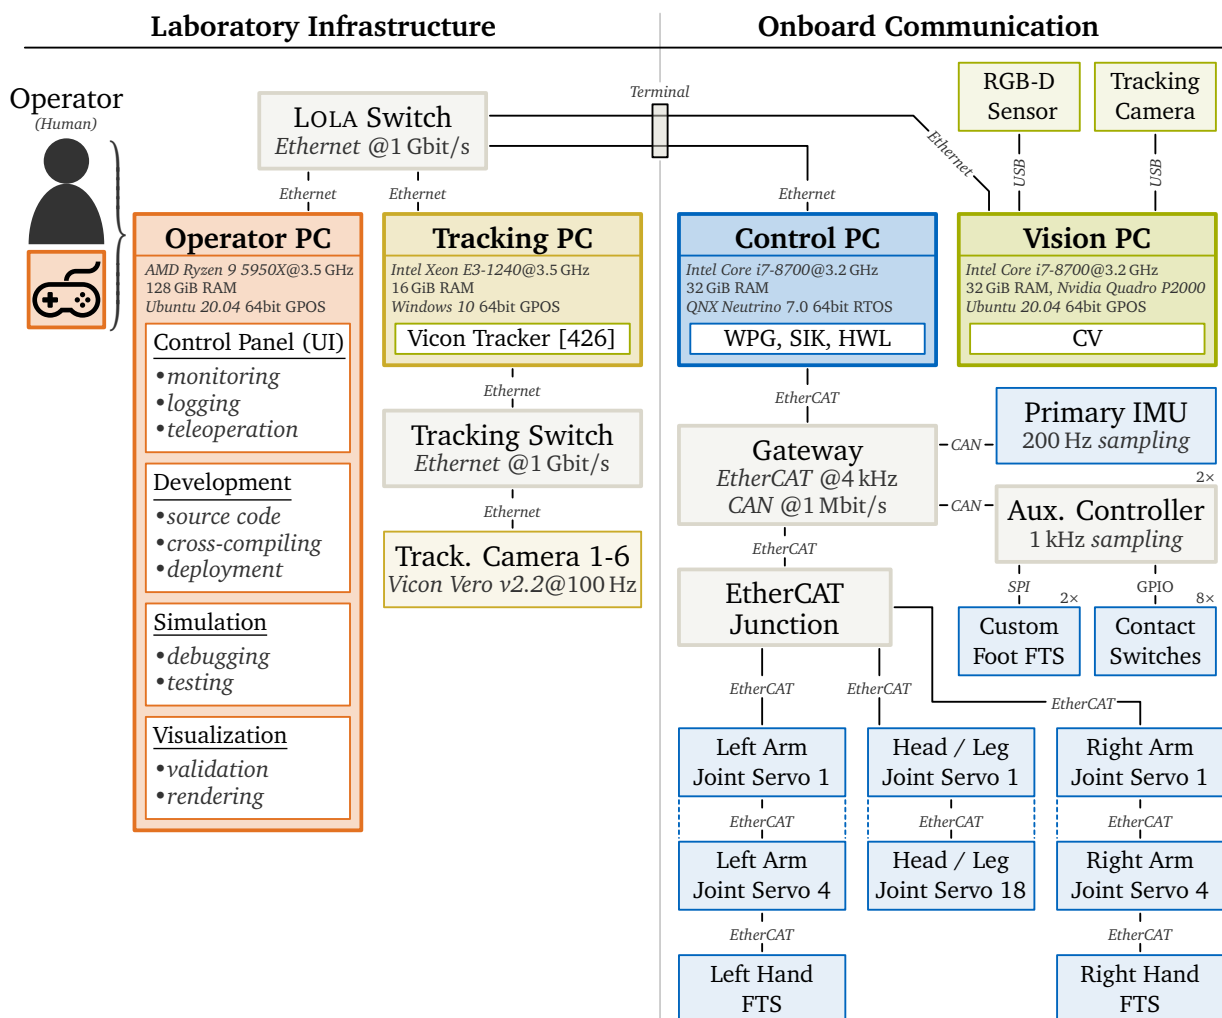 Laboratory Infrastructure
Onboard Communication
Operator
(Human)
LOLA Switch
Ethernet @1 Gbit/s
Terminal
RGB-D
Sensor
Tracking
Camera
Ethernet
Ethernet
Ethernet
Ethernet
USB
USB
Operator PC
AMD Ryzen 9 5950X@3.5 GHz
128 GiB RAM
Ubuntu 20.04 64bit GPOS
Control Panel (UI)
•monitoring
•logging
•teleoperation
Development
•source code
•cross-compiling
•deployment
Simulation
•debugging
•testing
Visualization
•validation
•rendering
Tracking PC
Intel Xeon E3-1240@3.5 GHz
16 GiB RAM
Windows 10 64bit GPOS
Vicon Tracker [426]
Ethernet
Tracking Switch
Ethernet @1 Gbit/s
Ethernet
Track. Camera 1-6
Vicon Vero v2.2@100 Hz
Control PC
Intel Core i7-8700@3.2 GHz
32 GiB RAM
QNX Neutrino 7.0 64bit RTOS
WPG, SIK, HWL
Vision PC
Intel Core i7-8700@3.2 GHz
32 GiB RAM, Nvidia Quadro P2000
Ubuntu 20.04 64bit GPOS
CV
EtherCAT
Gateway
EtherCAT @4 kHz
CAN @1 Mbit/s
CAN
Primary IMU
200 Hz sampling
CAN
2×
Aux. Controller
1 kHz sampling
EtherCAT
SPI
GPIO
2×
8×
Custom
Foot FTS
Contact
Switches
EtherCAT
Junction
EtherCAT
EtherCAT
EtherCAT
Left Arm
Joint Servo 1
Head / Leg
Joint Servo 1
Right Arm
Joint Servo 1
EtherCAT
EtherCAT
EtherCAT
Left Arm
Joint Servo 4
Head / Leg
Joint Servo 18
Right Arm
Joint Servo 4
EtherCAT
EtherCAT
Left Hand
FTS
Right Hand
FTS